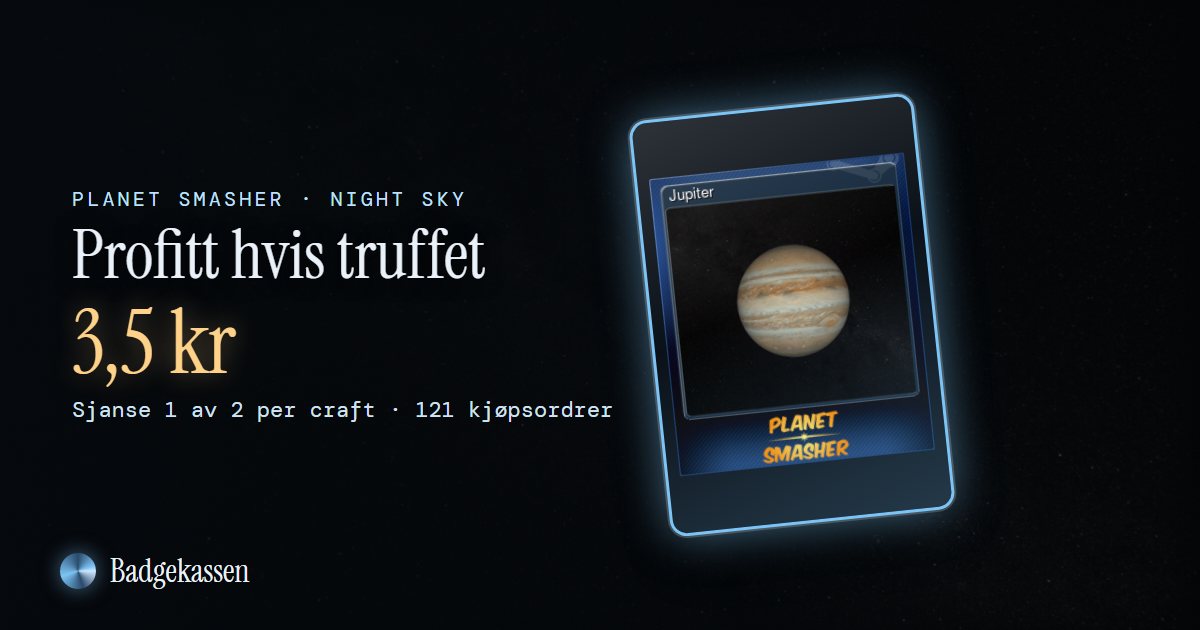 PLANET SMASHER · NIGHT SKY
Profitt hvis truffet
3,5 kr
Sjanse 1 av 2 per craft · 121 kjøpsordrer
Jupiter
PLANET
SMASHER
Badgekassen